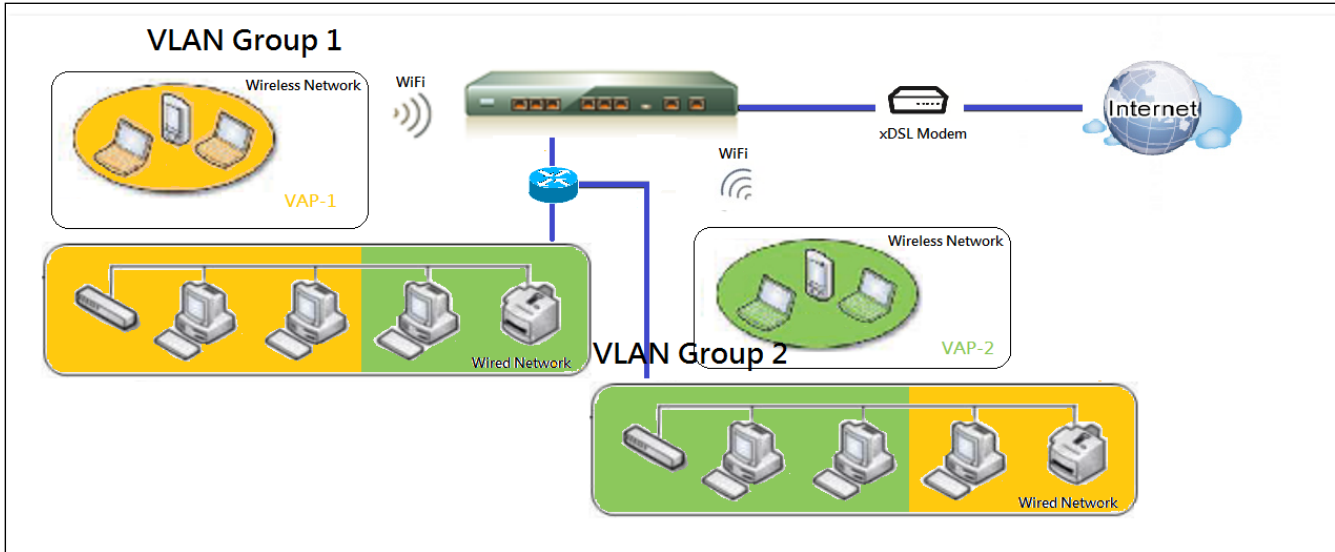 VLAN Group 1
Wireless Network
WiFi
VAP-1
xDSL Modem
Internet
WiFi
Wireless Network
VAP-2
Wired Network
VLAN Group 2
Wired Network